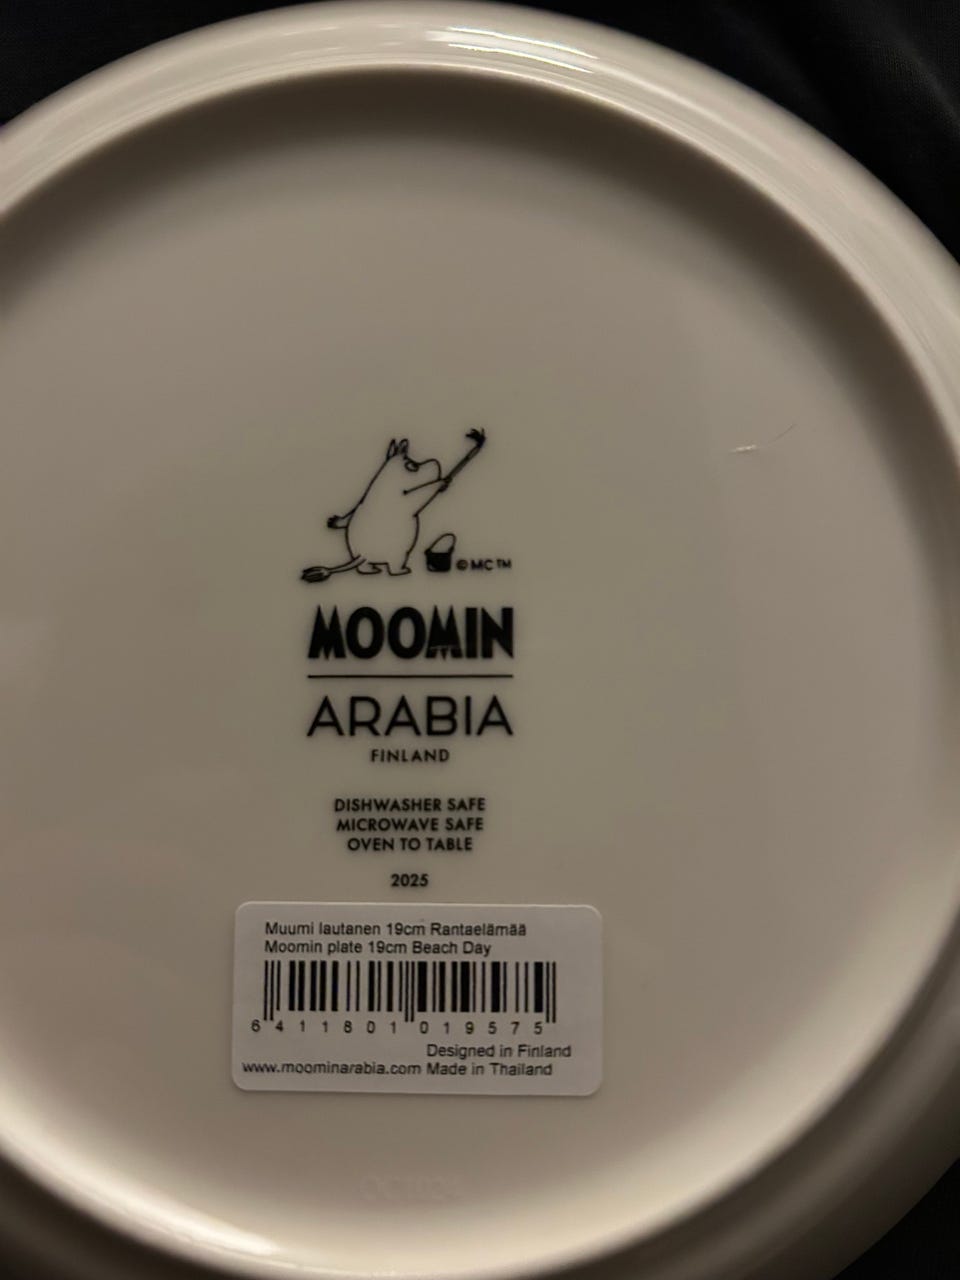 ©MC™
MOOMIN
ARABIA
FINLAND
DISHWASHER SAFE
MICROWAVE SAFE
OVEN TO TABLE
2025
Muumi lautanen 19cm Rantaelämää
Moomin plate 19cm Beach Day
6 411801 019575
Designed in Finland
www.moominarabia.com Made in Thailand